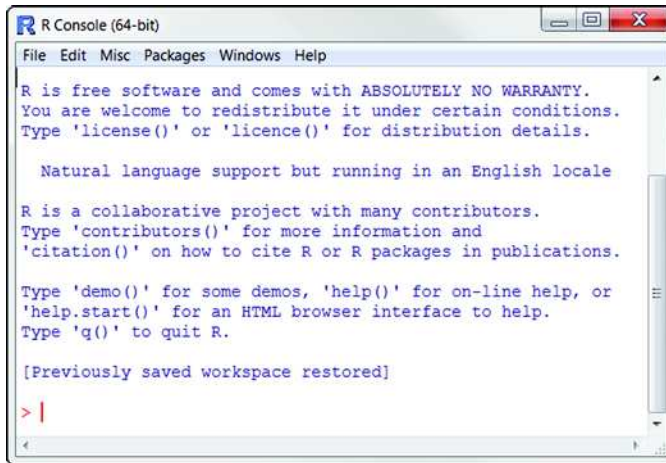 R Console (64-bit)
File Edit Misc Packages Windows Help
R is free software and comes with ABSOLUTELY NO WARRANTY.
You are welcome to redistribute it under certain conditions.
Type 'license()' or 'licence()' for distribution details.
Natural language support but running in an English locale
R is a collaborative project with many contributors.
Type 'contributors()' for more information and
'citation()' on how to cite R or R packages in publications.
Type 'demo()' for some demos, 'help()' for on-line help, or
'help.start()' for an HTML browser interface to help.
Type 'q()' to quit R.
[Previously saved workspace restored]
>